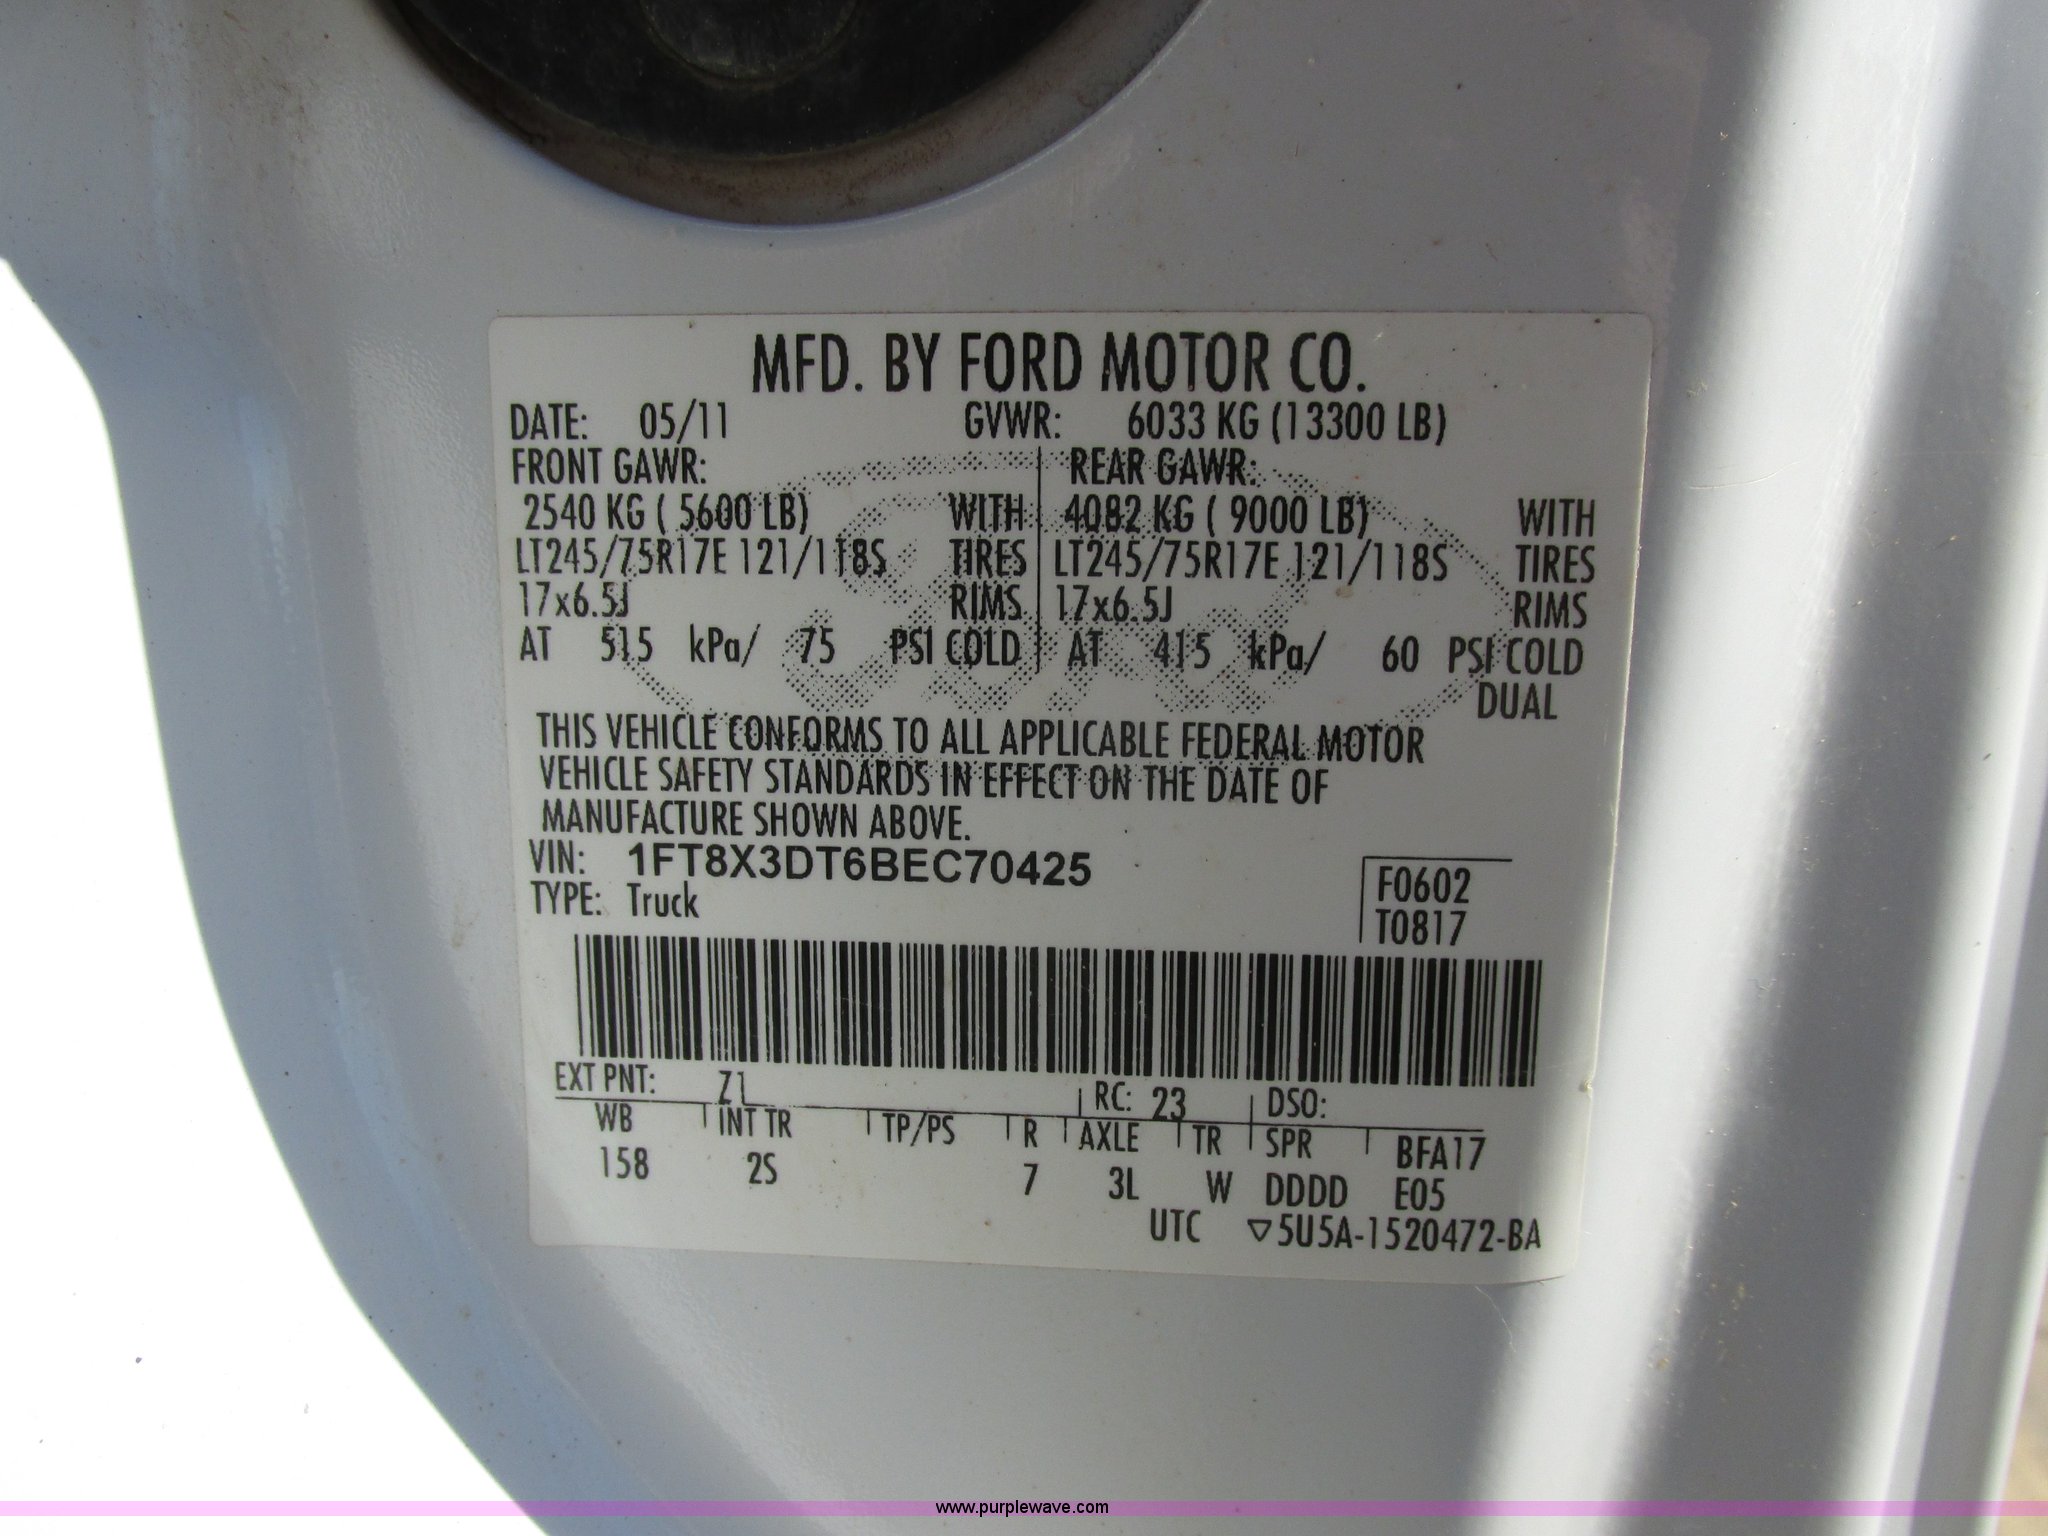 MFD. BY FORD MOTOR CO.
DATE: 05/11 GVWR: 6033 KG (13300 LB)
FRONT GAWR: REAR GAWR:
2540 KG ( 5600 LB) WITH 4082 KG ( 9000 LB) WITH
LT245/75R17E 121/118S TIRES LT245/75R17E 121/118S TIRES
17x6.5J RIMS 17x6.5J RIMS
AT 515 kPa/ 75 PSI COLD AT 415 kPa/ 60 PSI COLD
DUAL
THIS VEHICLE CONFORMS TO ALL APPLICABLE FEDERAL MOTOR
VEHICLE SAFETY STANDARDS IN EFFECT ON THE DATE OF
MANUFACTURE SHOWN ABOVE.
VIN: 1FT8X3DT6BEC70425
TYPE: Truck
F0602
T0817
EXT PNT: Z1 RC: 23 DSO:
WB INT TR TP/PS R AXLE TR SPR BFA17
158 2S 7 3L W DDDD E05
UTC ▽5U5A-1520472-BA
www.purplewave.com